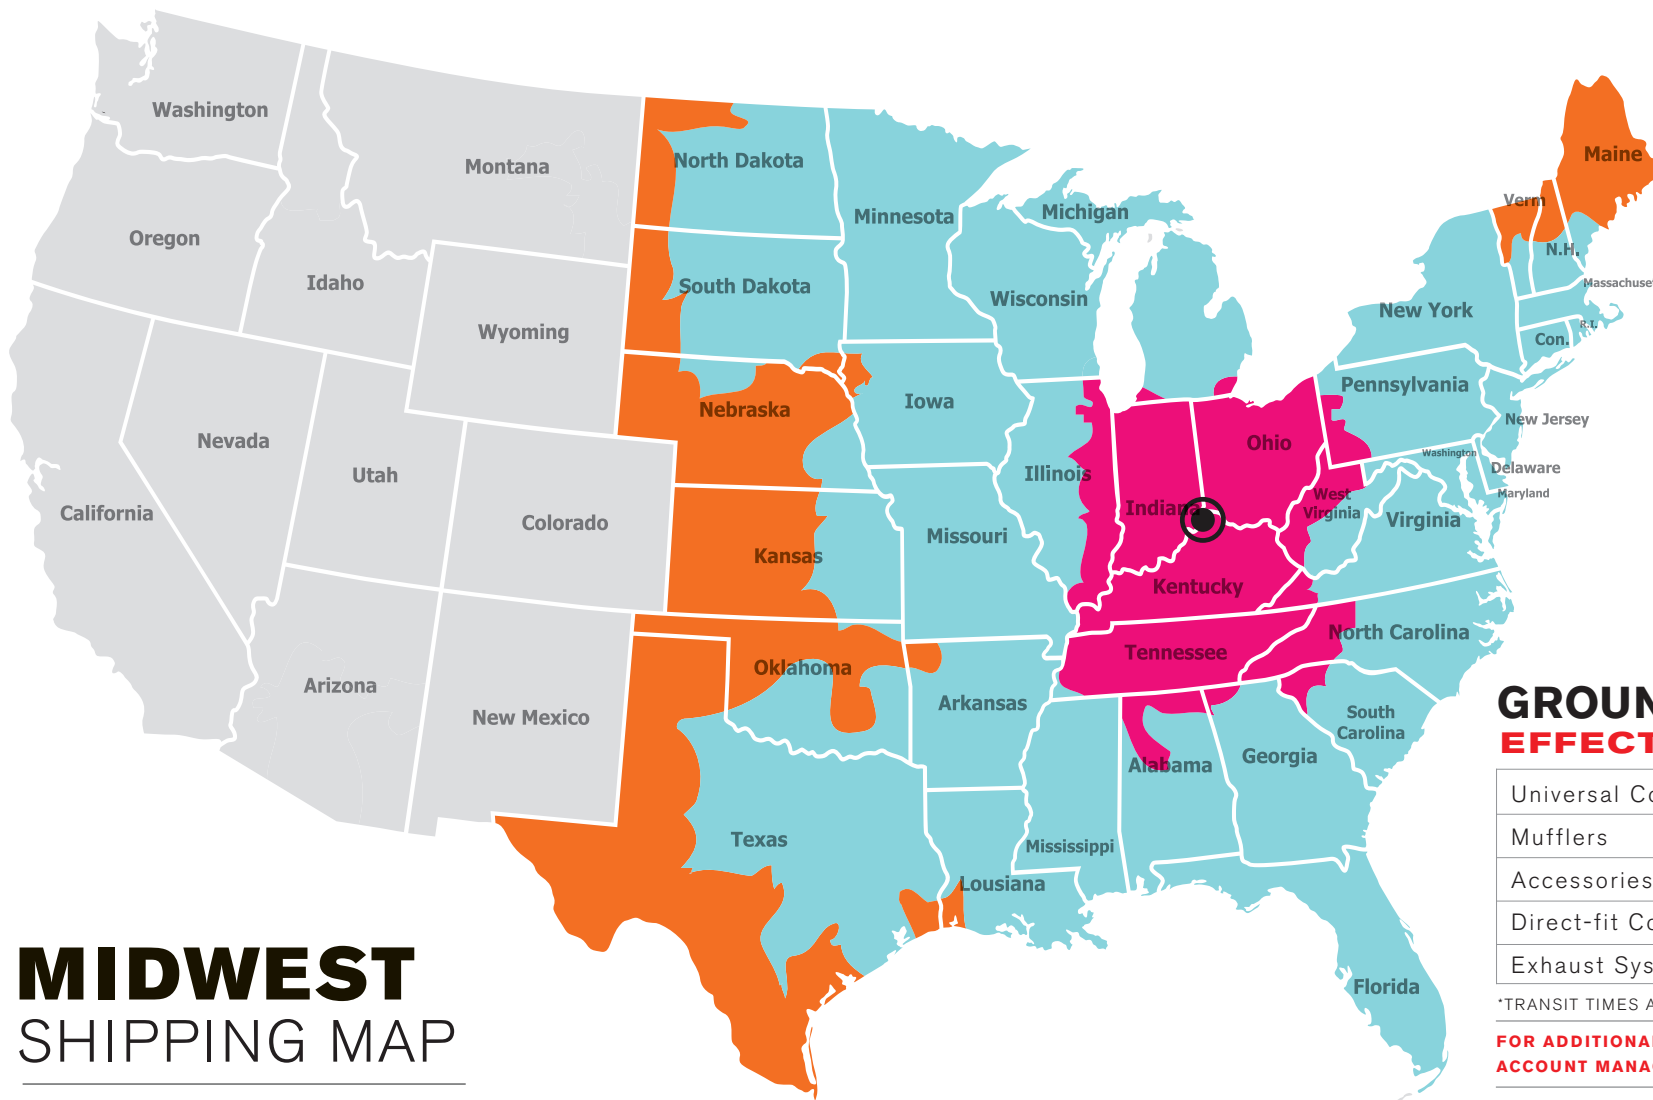 Washington
Montana
North Dakota
Maine
Minnesota
Michigan
Verm
Oregon
N.H.
Idaho
South Dakota
Wisconsin
Massachuse
New York
Wyoming
R.I.
Con.
Pennsylvania
Iowa
Nebraska
New Jersey
Nevada
Ohio
Washington
Utah
Illinois
Delaware
Maryland
West
Virginia
California
Indiana
Virginia
Colorado
Missouri
Kansas
Kentucky
North Carolina
Tennessee
Oklahoma
Arizona
New Mexico
Arkansas
South
Carolina
Georgia
Alabama
Texas
Mississippi
Lousiana
Florida
GROUN
EFFECT
Universal Co
Mufflers
Accessories
Direct-fit Co
Exhaust Sys
*TRANSIT TIMES A
FOR ADDITIONA
ACCOUNT MANA
MIDWEST
SHIPPING MAP